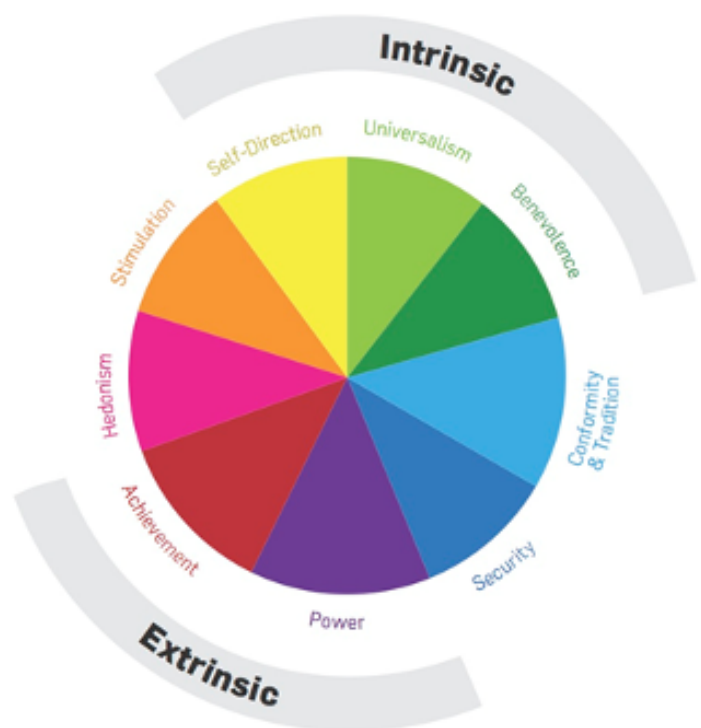 Intrinsic
Universalism
Benevolence
Conformity
& Tradition
Security
Power
Achievement
Hedonism
Stimulation
Self-Direction
Extrinsic